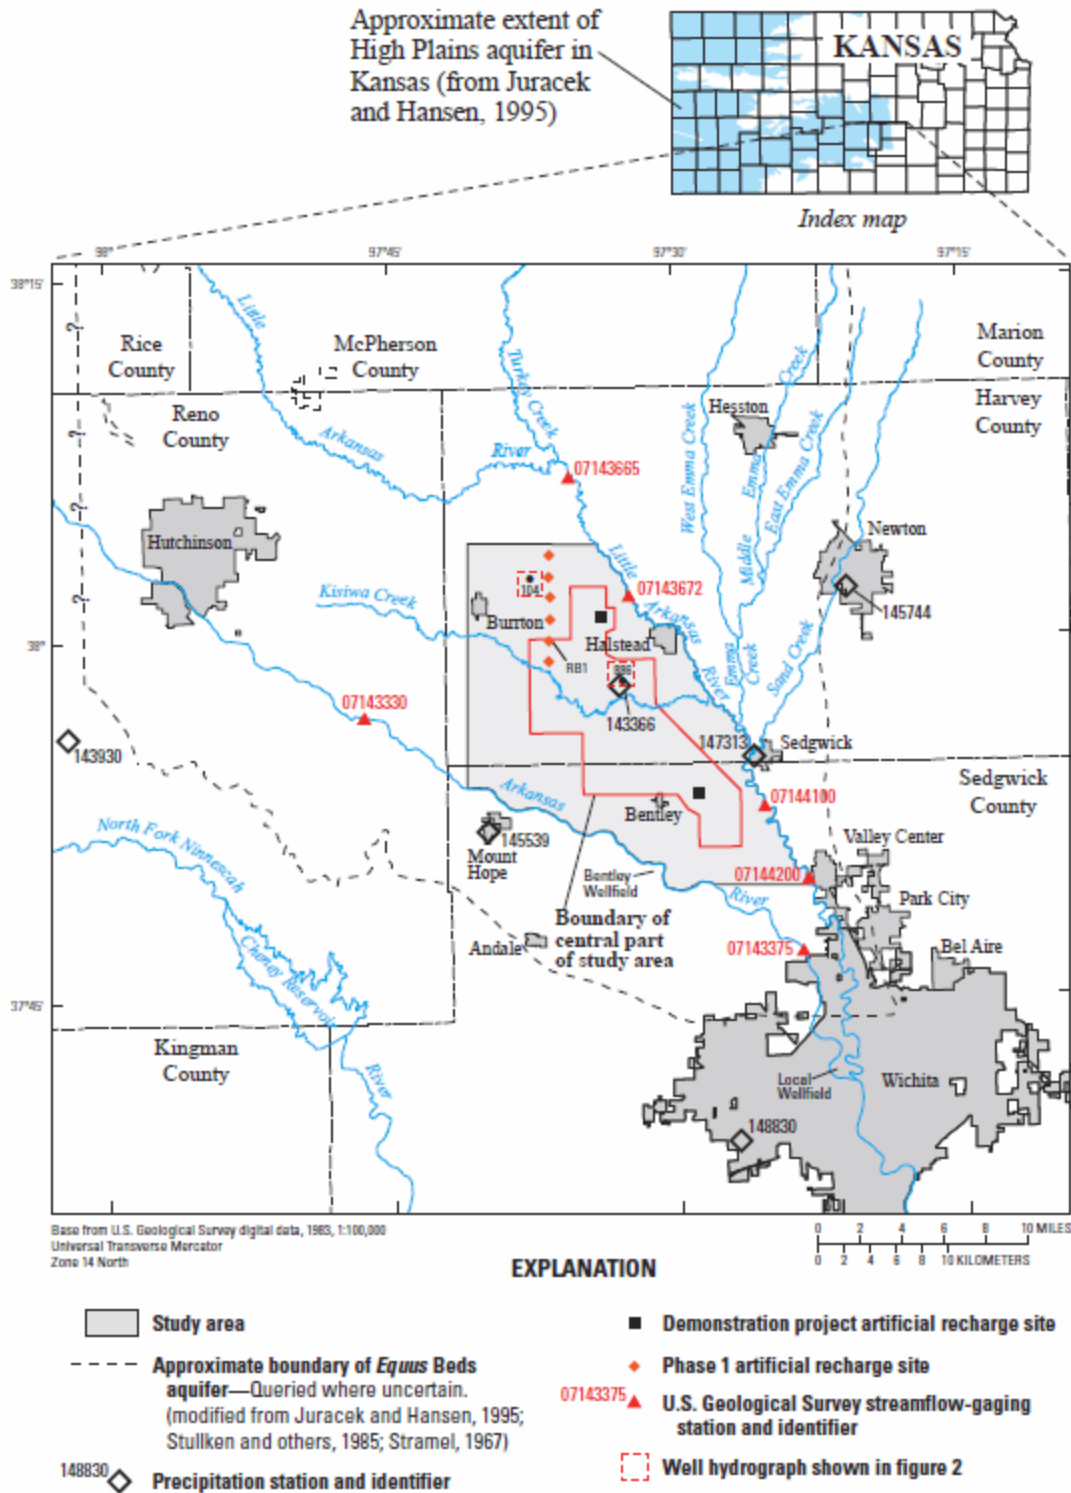 Approximate extent of
High Plains aquifer in
Kansas (from Juracek
and Hansen, 1995)
KANSAS
Index map
98°
97°45'
97°30'
97°15'
38°15'
38°
37°45'
?
?
?
?
Rice
County
McPherson
County
Marion
County
Harvey
County
Reno
County
Sedgwick
County
Kingman
County
Little
Arkansas
River
Turkey Creek
West Emma Creek
Middle Emma Creek
East Emma Creek
Hesston
Newton
145744
07143665
Hutchinson
Kisiwa Creek
104
Burrton
RB1
Little
Arkansas
River
07143672
Halstead
886
143366
Emma
Creek
Sand Creek
07143330
143930
147313
Sedgwick
07144100
Arkansas
River
Bentley
145539
Mount
Hope
Bentley
Wellfield
Valley Center
07144200
Park City
Bel Aire
07143375
Boundary of
central part
of study area
Andale
North Fork Ninnescah
Cheney Reservoir
River
Local
Wellfield
Wichita
148830
Base from U.S. Geological Survey digital data, 1983, 1:100,000
Universal Transverse Mercator
Zone 14 North
0 2 4 6 8 10 MILES
0 2 4 6 8 10 KILOMETERS
EXPLANATION
Study area
Approximate boundary of Equus Beds
aquifer—Queried where uncertain.
(modified from Juracek and Hansen, 1995;
Stullken and others, 1985; Stramel, 1967)
148830 Precipitation station and identifier
Demonstration project artificial recharge site
Phase 1 artificial recharge site
07143375 U.S. Geological Survey streamflow-gaging
station and identifier
Well hydrograph shown in figure 2